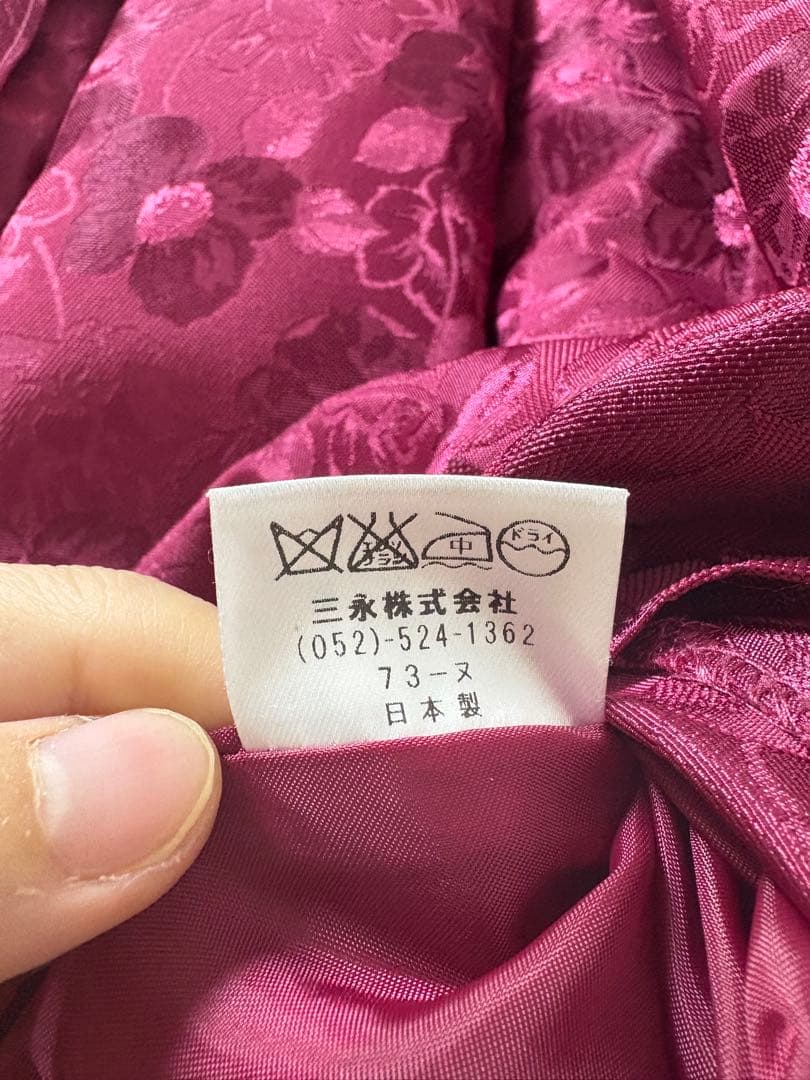 中 ドライ
三永株式会社
(052)-524-1362
73-ヌ
日本製